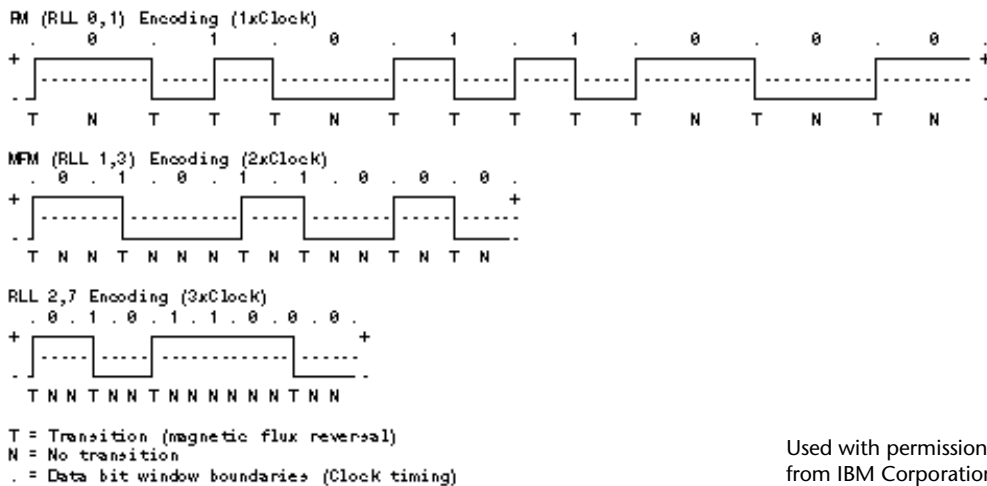 FM (RLL 0,1) Encoding (1xClock)
. 0 . 1 . 0 . 1 . 1 . 0 . 0 . 0 .
+ +
- -
T N T T T N T T T T T N T N T N
MFM (RLL 1,3) Encoding (2xClock)
. 0 . 1 . 0 . 1 . 1 . 0 . 0 . 0 .
+ +
- -
T N N T N N N T N T N N T N T N
RLL 2,7 Encoding (3xClock)
. 0 . 1 . 0 . 1 . 1 . 0 . 0 . 0 .
+ +
- -
T N N T N N T N N N N N N T N N
T = Transition (magnetic flux reversal)
N = No transition
. = Data bit window boundaries (Clock timing)
Used with permission
from IBM Corporation